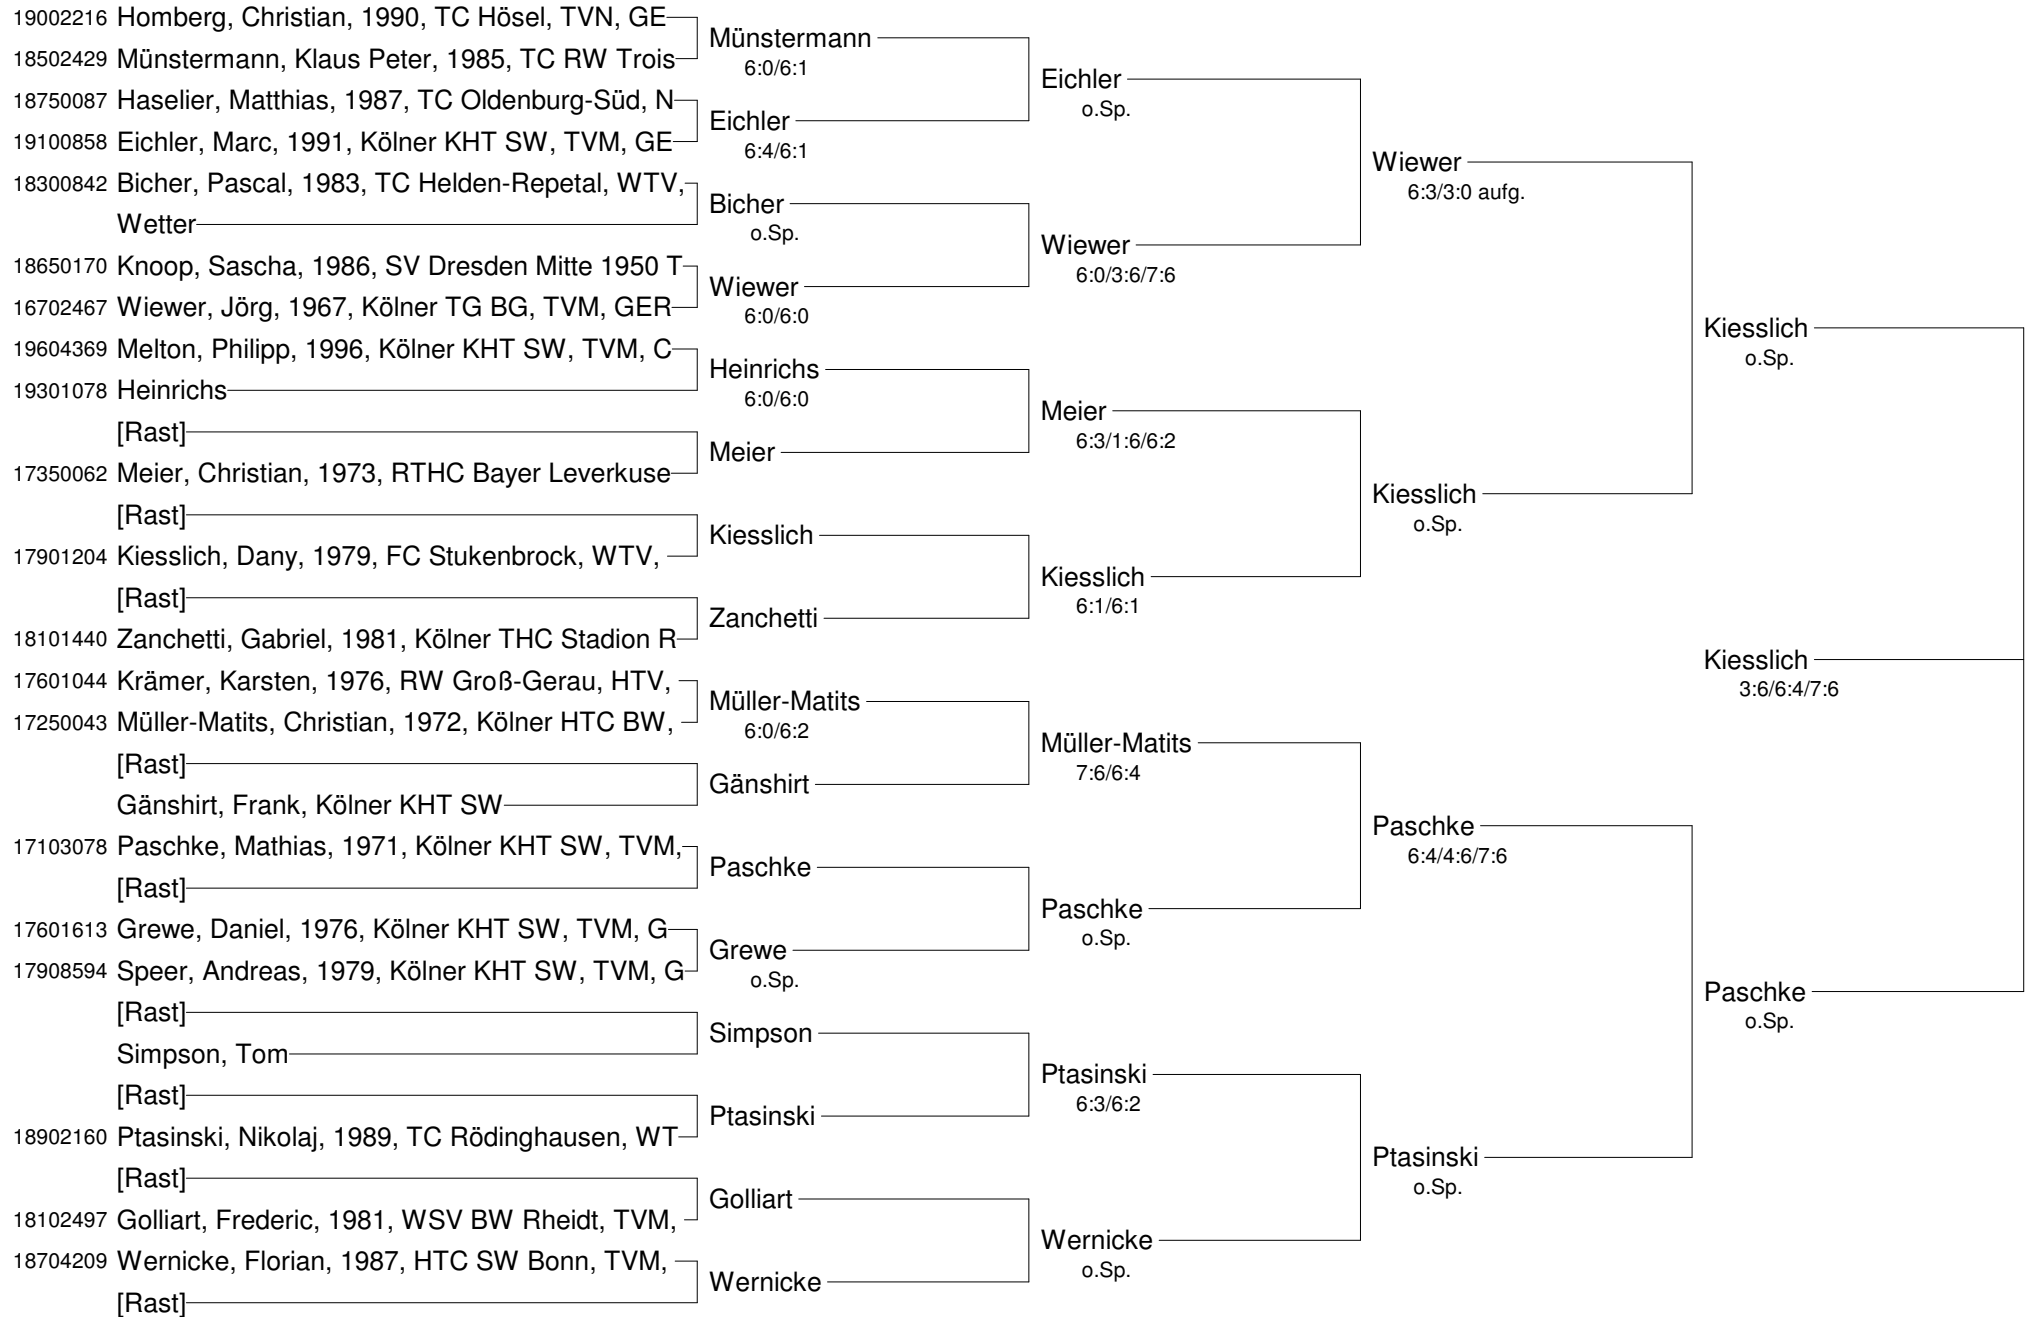 19002216 Homberg, Christian, 1990, TC Hösel, TVN, GE
18502429 Münstermann, Klaus Peter, 1985, TC RW Trois
18750087 Haselier, Matthias, 1987, TC Oldenburg-Süd, N
19100858 Eichler, Marc, 1991, Kölner KHT SW, TVM, GE
18300842 Bicher, Pascal, 1983, TC Helden-Repetal, WTV,
Wetter
18650170 Knoop, Sascha, 1986, SV Dresden Mitte 1950 T
16702467 Wiewer, Jörg, 1967, Kölner TG BG, TVM, GER
19604369 Melton, Philipp, 1996, Kölner KHT SW, TVM, C
19301078 Heinrichs
[Rast]
17350062 Meier, Christian, 1973, RTHC Bayer Leverkuse
[Rast]
17901204 Kiesslich, Dany, 1979, FC Stukenbrock, WTV,
[Rast]
18101440 Zanchetti, Gabriel, 1981, Kölner THC Stadion R
17601044 Krämer, Karsten, 1976, RW Groß-Gerau, HTV,
17250043 Müller-Matits, Christian, 1972, Kölner HTC BW,
[Rast]
Gänshirt, Frank, Kölner KHT SW
17103078 Paschke, Mathias, 1971, Kölner KHT SW, TVM,
[Rast]
17601613 Grewe, Daniel, 1976, Kölner KHT SW, TVM, G
17908594 Speer, Andreas, 1979, Kölner KHT SW, TVM, G
[Rast]
Simpson, Tom
[Rast]
18902160 Ptasinski, Nikolaj, 1989, TC Rödinghausen, WT
[Rast]
18102497 Golliart, Frederic, 1981, WSV BW Rheidt, TVM,
18704209 Wernicke, Florian, 1987, HTC SW Bonn, TVM,
[Rast]
Münstermann
6:0/6:1
Eichler
6:4/6:1
Bicher
o.Sp.
Wiewer
6:0/6:0
Heinrichs
6:0/6:0
Meier
Kiesslich
Zanchetti
Müller-Matits
6:0/6:2
Gänshirt
Paschke
Grewe
o.Sp.
Simpson
Ptasinski
Golliart
Wernicke
Eichler
o.Sp.
Wiewer
6:0/3:6/7:6
Meier
6:3/1:6/6:2
Kiesslich
6:1/6:1
Müller-Matits
7:6/6:4
Paschke
o.Sp.
Ptasinski
6:3/6:2
Wernicke
o.Sp.
Wiewer
6:3/3:0 aufg.
Kiesslich
o.Sp.
Paschke
6:4/4:6/7:6
Ptasinski
o.Sp.
Kiesslich
o.Sp.
Kiesslich
3:6/6:4/7:6
Paschke
o.Sp.